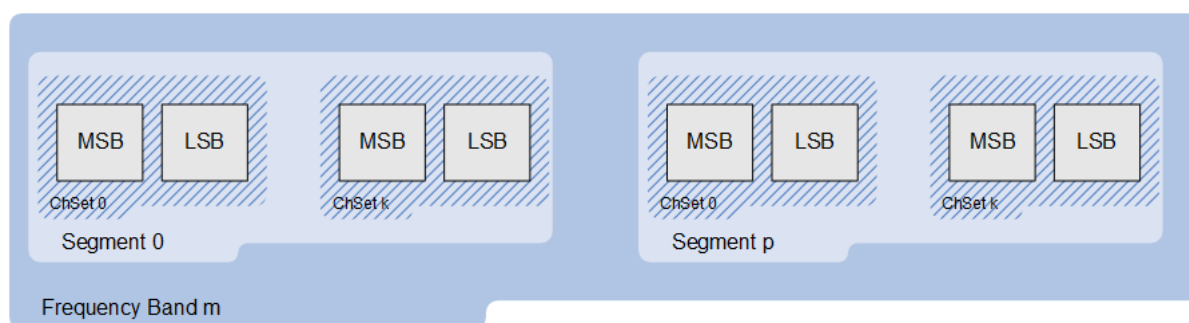 MSB LSB MSB LSB MSB LSB MSB LSB
ChSet 0 ChSet k ChSet 0 ChSet k
Segment 0 Segment p
Frequency Band m